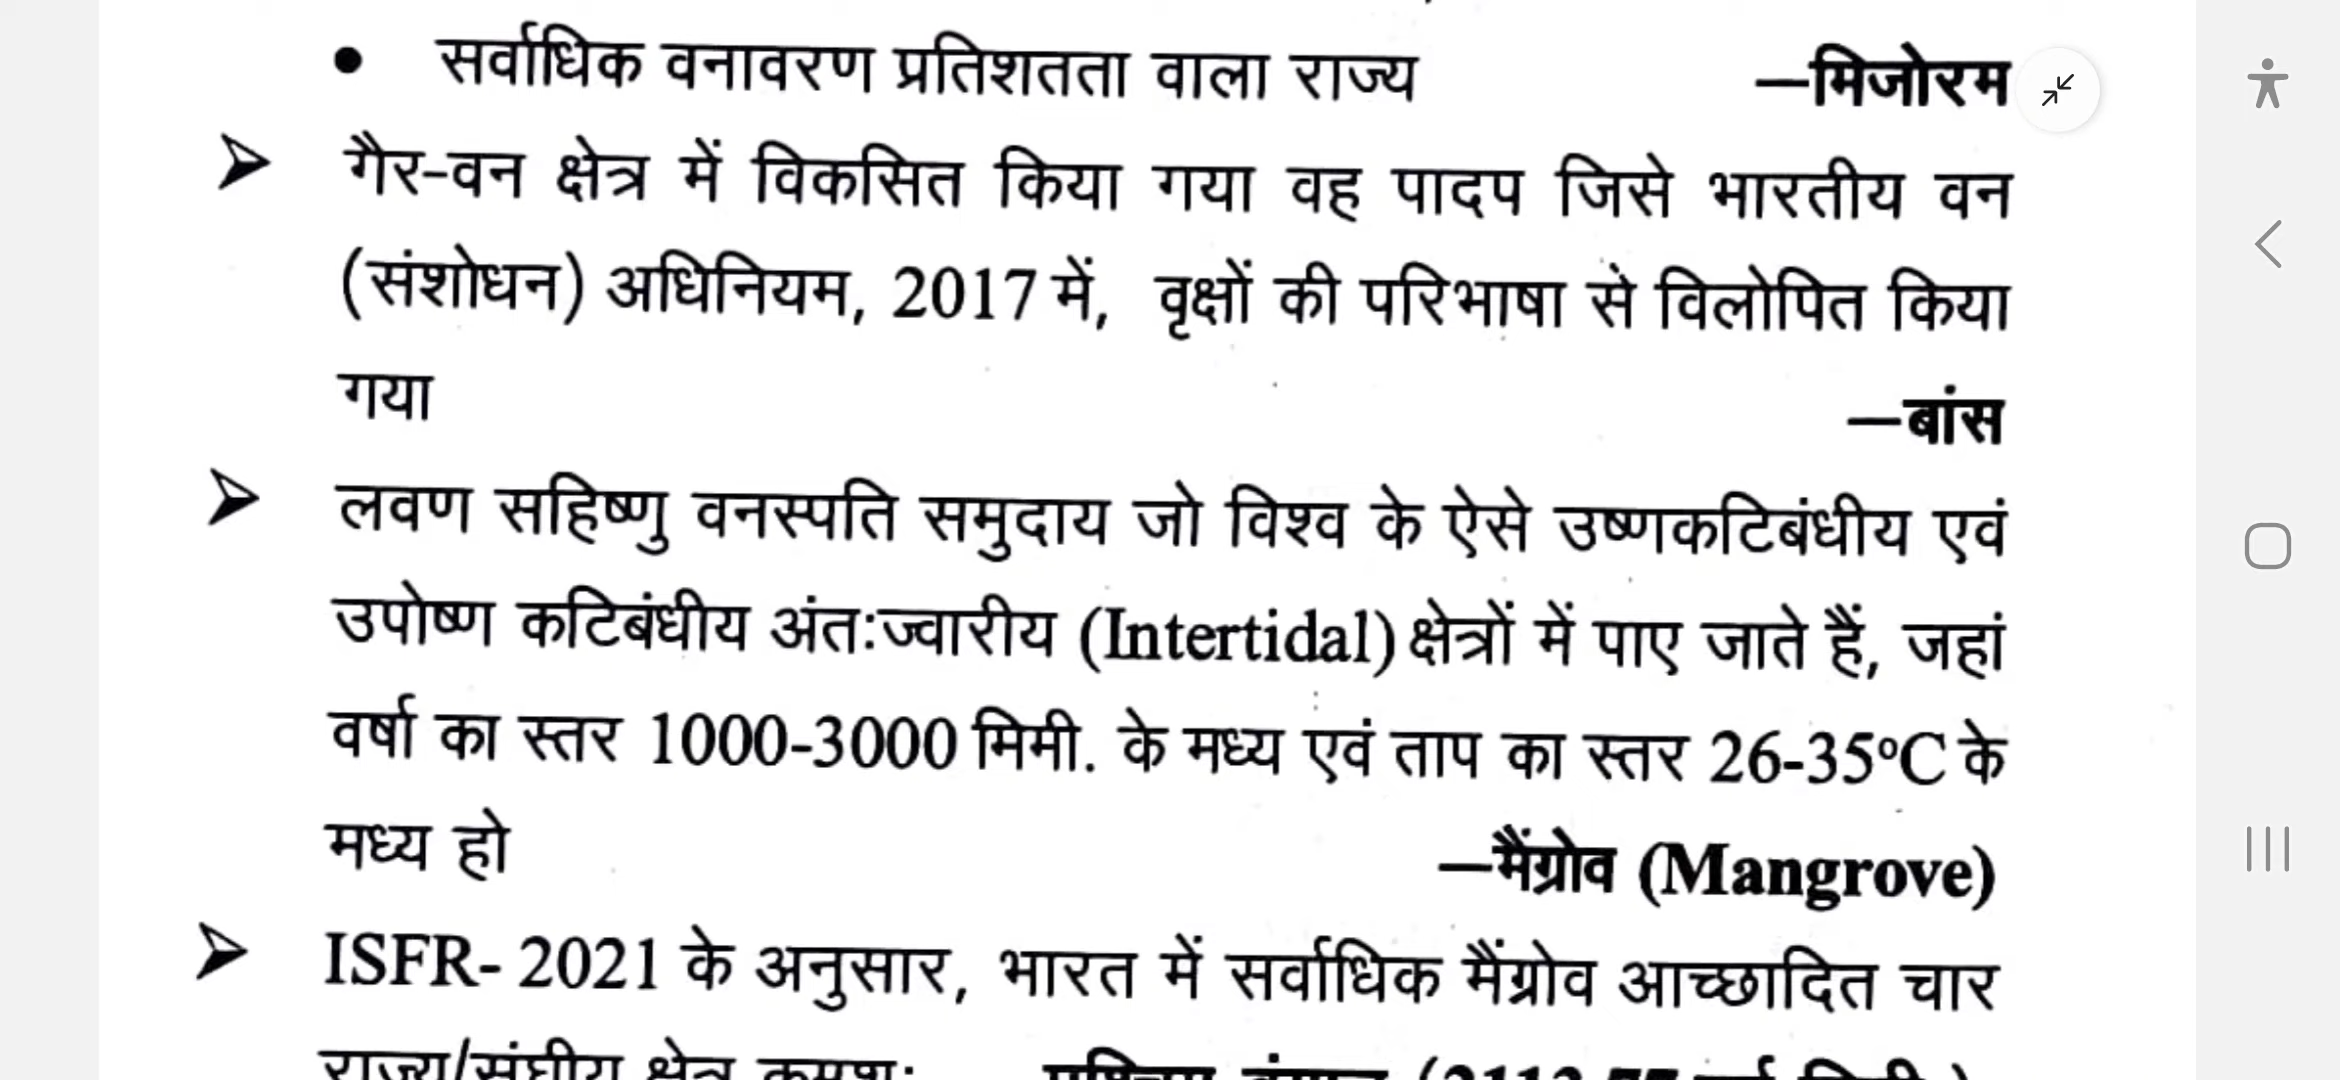 • सर्वाधिक वनावरण प्रतिशतता वाला राज्य —मिजोरम
➢ गैर-वन क्षेत्र में विकसित किया गया वह पादप जिसे भारतीय वन
(संशोधन) अधिनियम, 2017 में, वृक्षों की परिभाषा से विलोपित किया
गया —बांस
➢ लवण सहिष्णु वनस्पति समुदाय जो विश्व के ऐसे उष्णकटिबंधीय एवं
उपोष्ण कटिबंधीय अंतःज्वारीय (Intertidal) क्षेत्रों में पाए जाते हैं, जहां
वर्षा का स्तर 1000-3000 मिमी. के मध्य एवं ताप का स्तर 26-35°C के
मध्य हो —मैंग्रोव (Mangrove)
➢ ISFR- 2021 के अनुसार, भारत में सर्वाधिक मैंग्रोव आच्छादित चार
राज्य/संघीय क्षेत्र क्रमशः